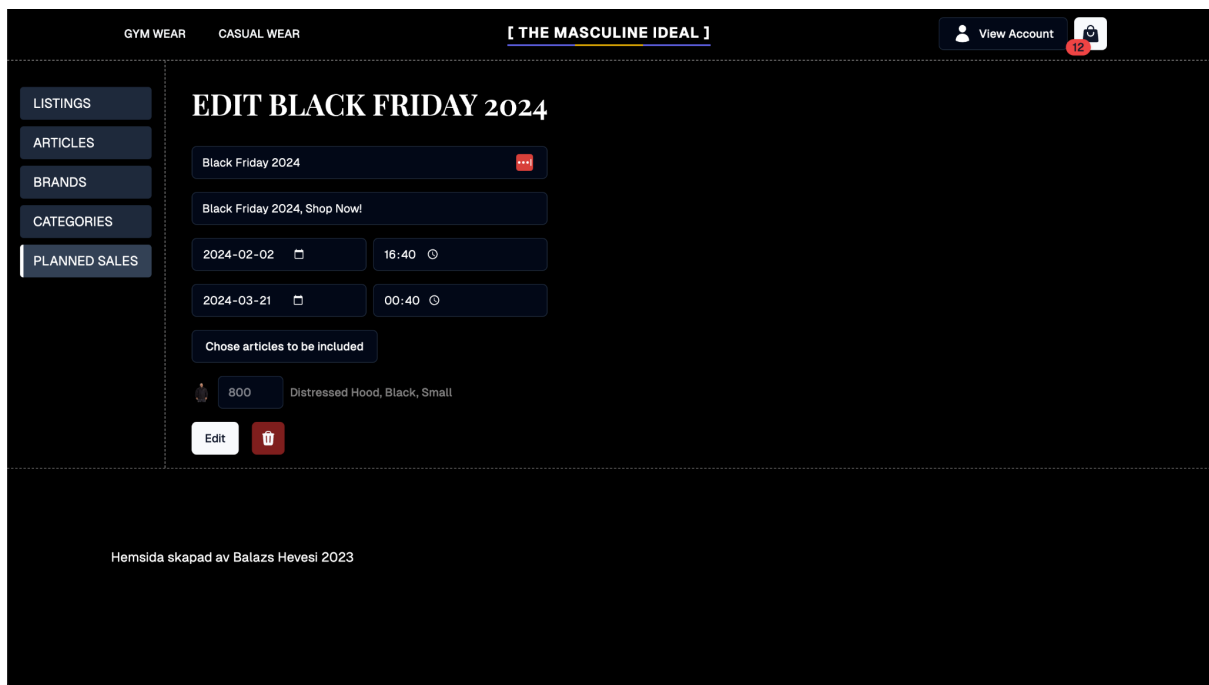 GYM WEAR CASUAL WEAR [ THE MASCULINE IDEAL ] View Account 12
LISTINGS
ARTICLES
BRANDS
CATEGORIES
PLANNED SALES
EDIT BLACK FRIDAY 2024
Black Friday 2024
Black Friday 2024, Shop Now!
2024-02-02 16:40
2024-03-21 00:40
Chose articles to be included
800 Distressed Hood, Black, Small
Edit
Hemsida skapad av Balazs Hevesi 2023